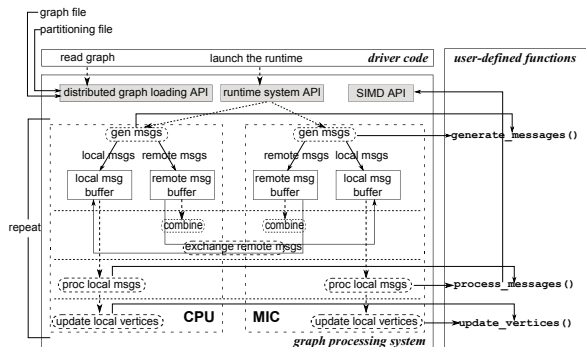 graph file
partitioning file
read graph
launch the runtime
driver code
user-defined functions
distributed graph loading API
runtime system API
SIMD API
gen msgs
gen msgs
generate_messages()
local msgs
remote msgs
remote msgs
local msgs
local msg
buffer
remote msg
buffer
remote msg
buffer
local msg
buffer
repeat
combine
combine
exchange remote msgs
proc local msgs
proc local msgs
process_messages()
update local vertices
CPU
MIC
update local vertices
update_vertices()
graph processing system